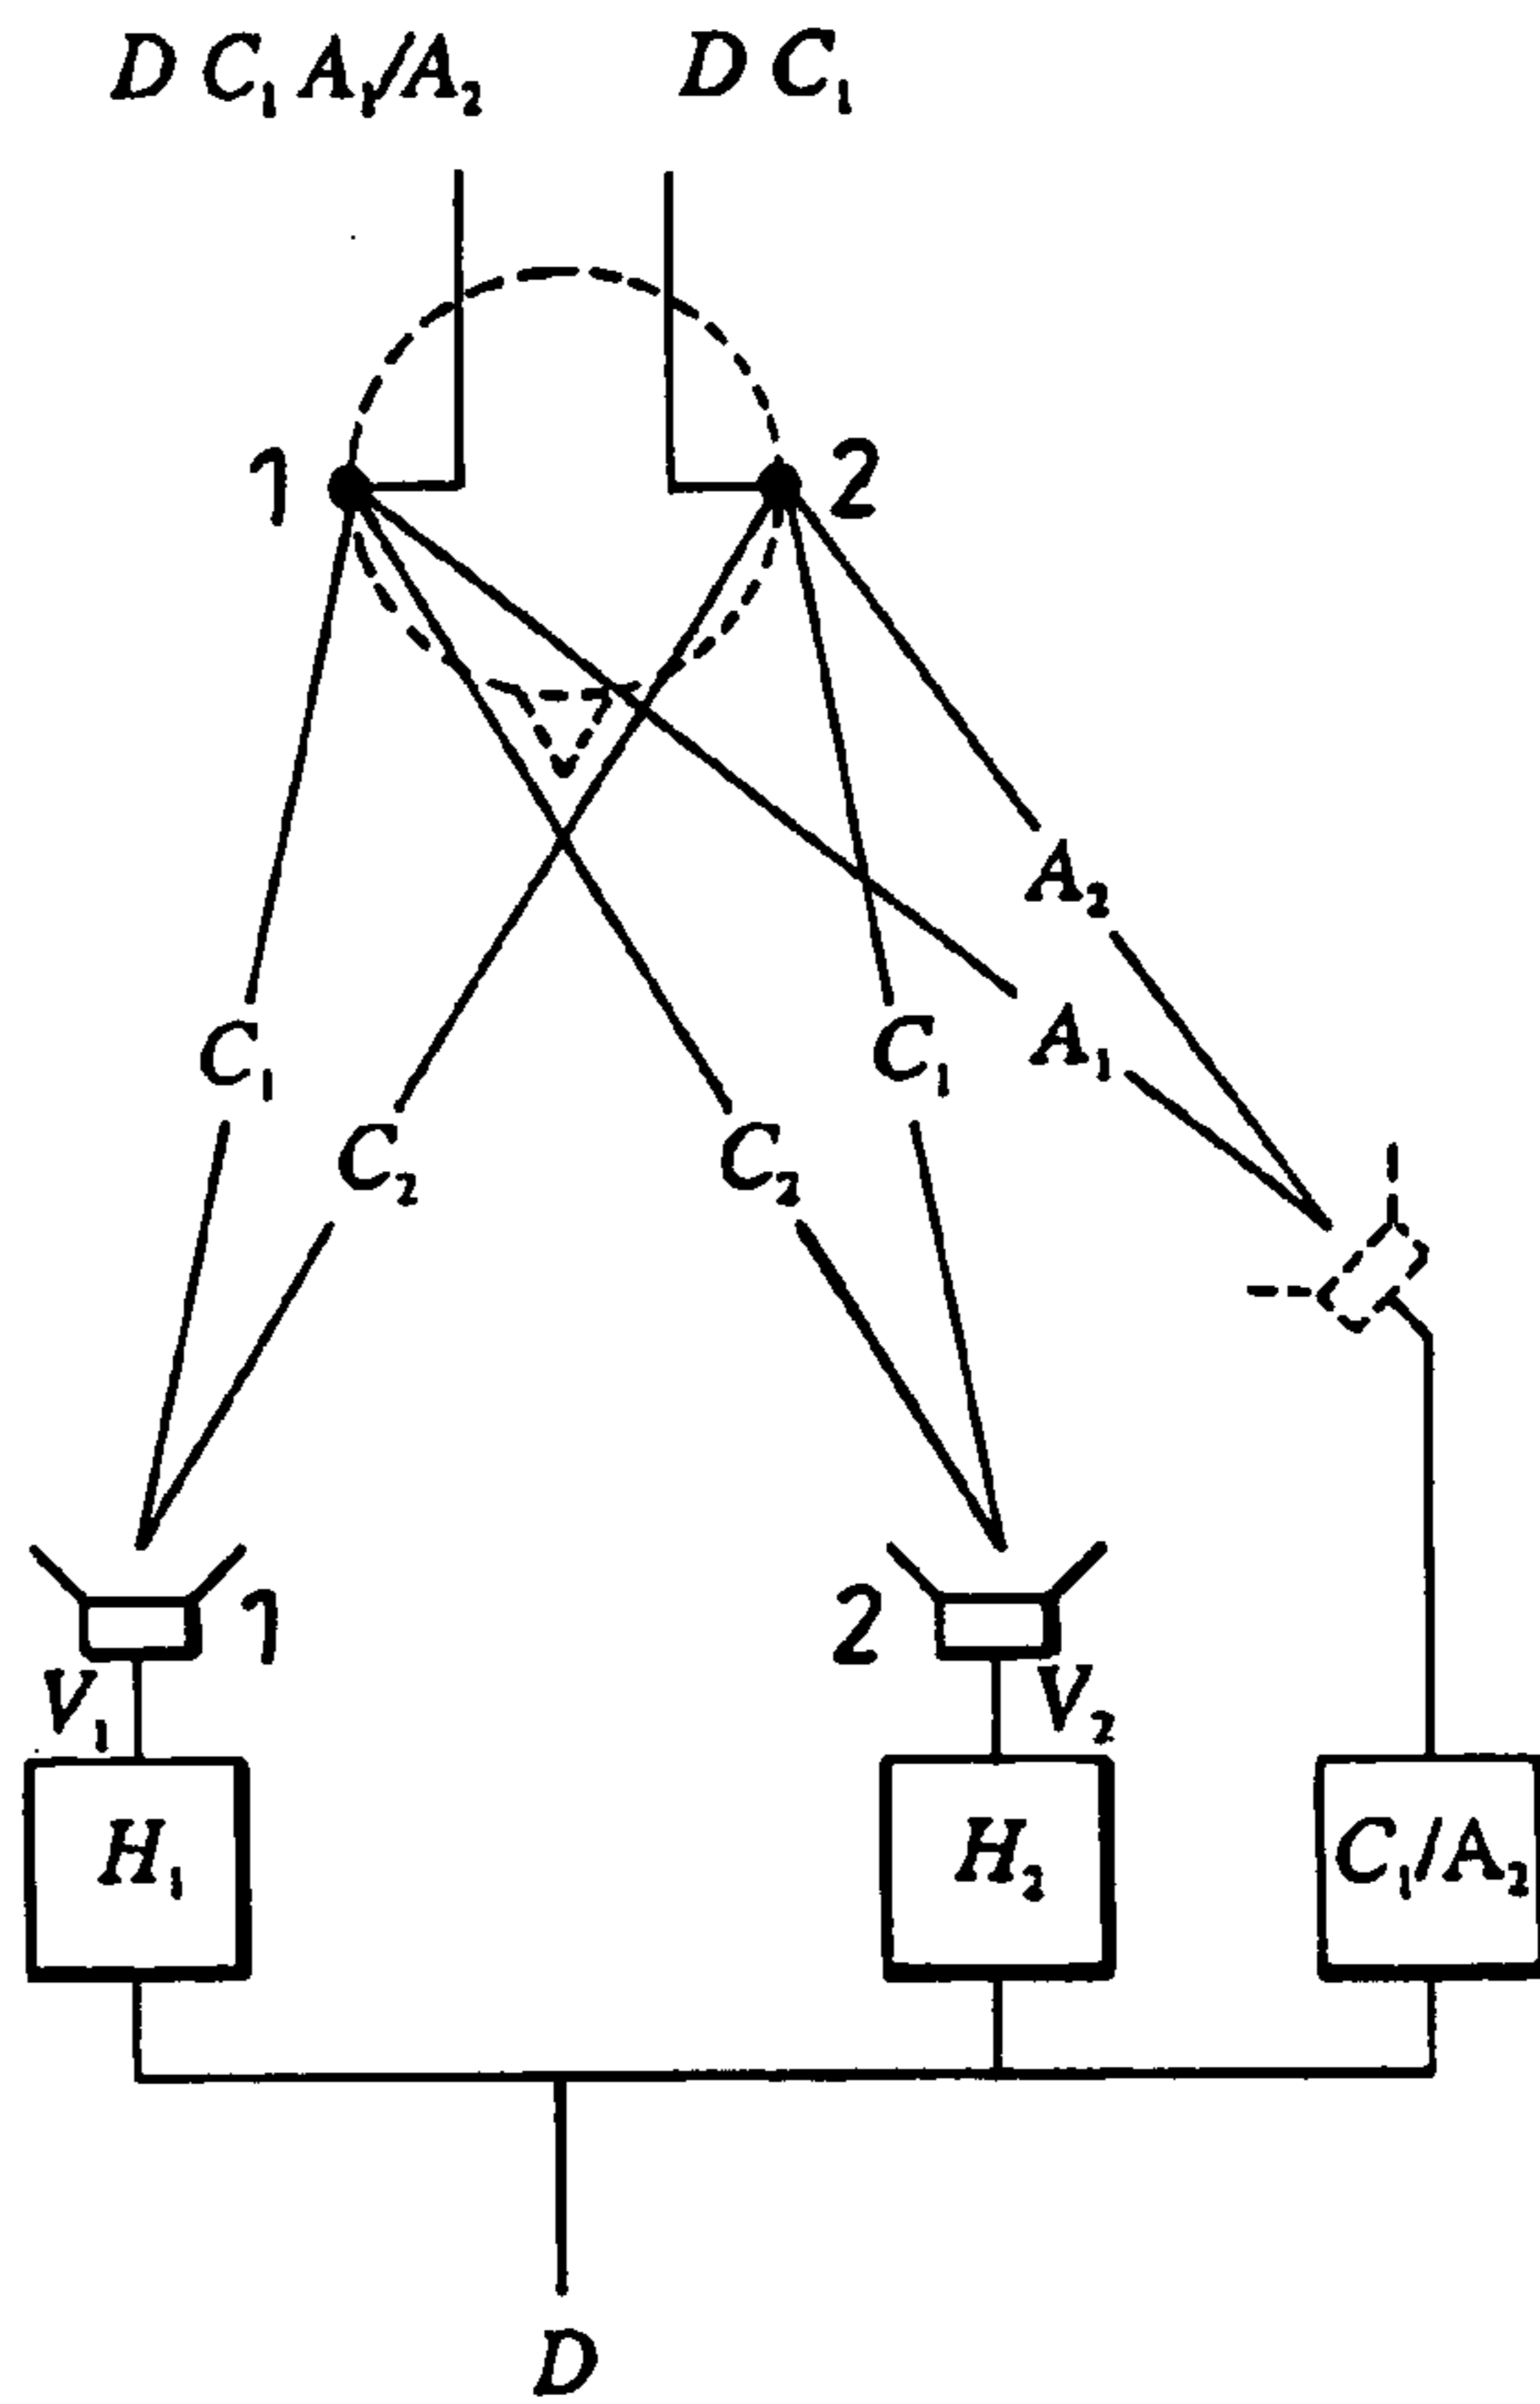 D C₁ A₁/A₂ D C₁
1 2
A₂
C₁ C₁ A₁
C₂ C₂
1 2
V₁ V₂
H₁ H₂ C₁/A₂
D